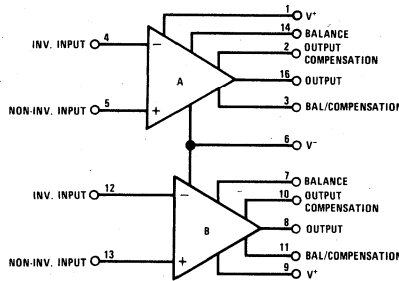 1 V+
14 BALANCE
INV. INPUT 4
2 OUTPUT
COMPENSATION
−
A
16 OUTPUT
NON-INV. INPUT 5
+
3 BAL/COMPENSATION
6 V−
7 BALANCE
INV. INPUT 12
10 OUTPUT
COMPENSATION
−
B
8 OUTPUT
NON-INV. INPUT 13
+
11 BAL/COMPENSATION
9 V+